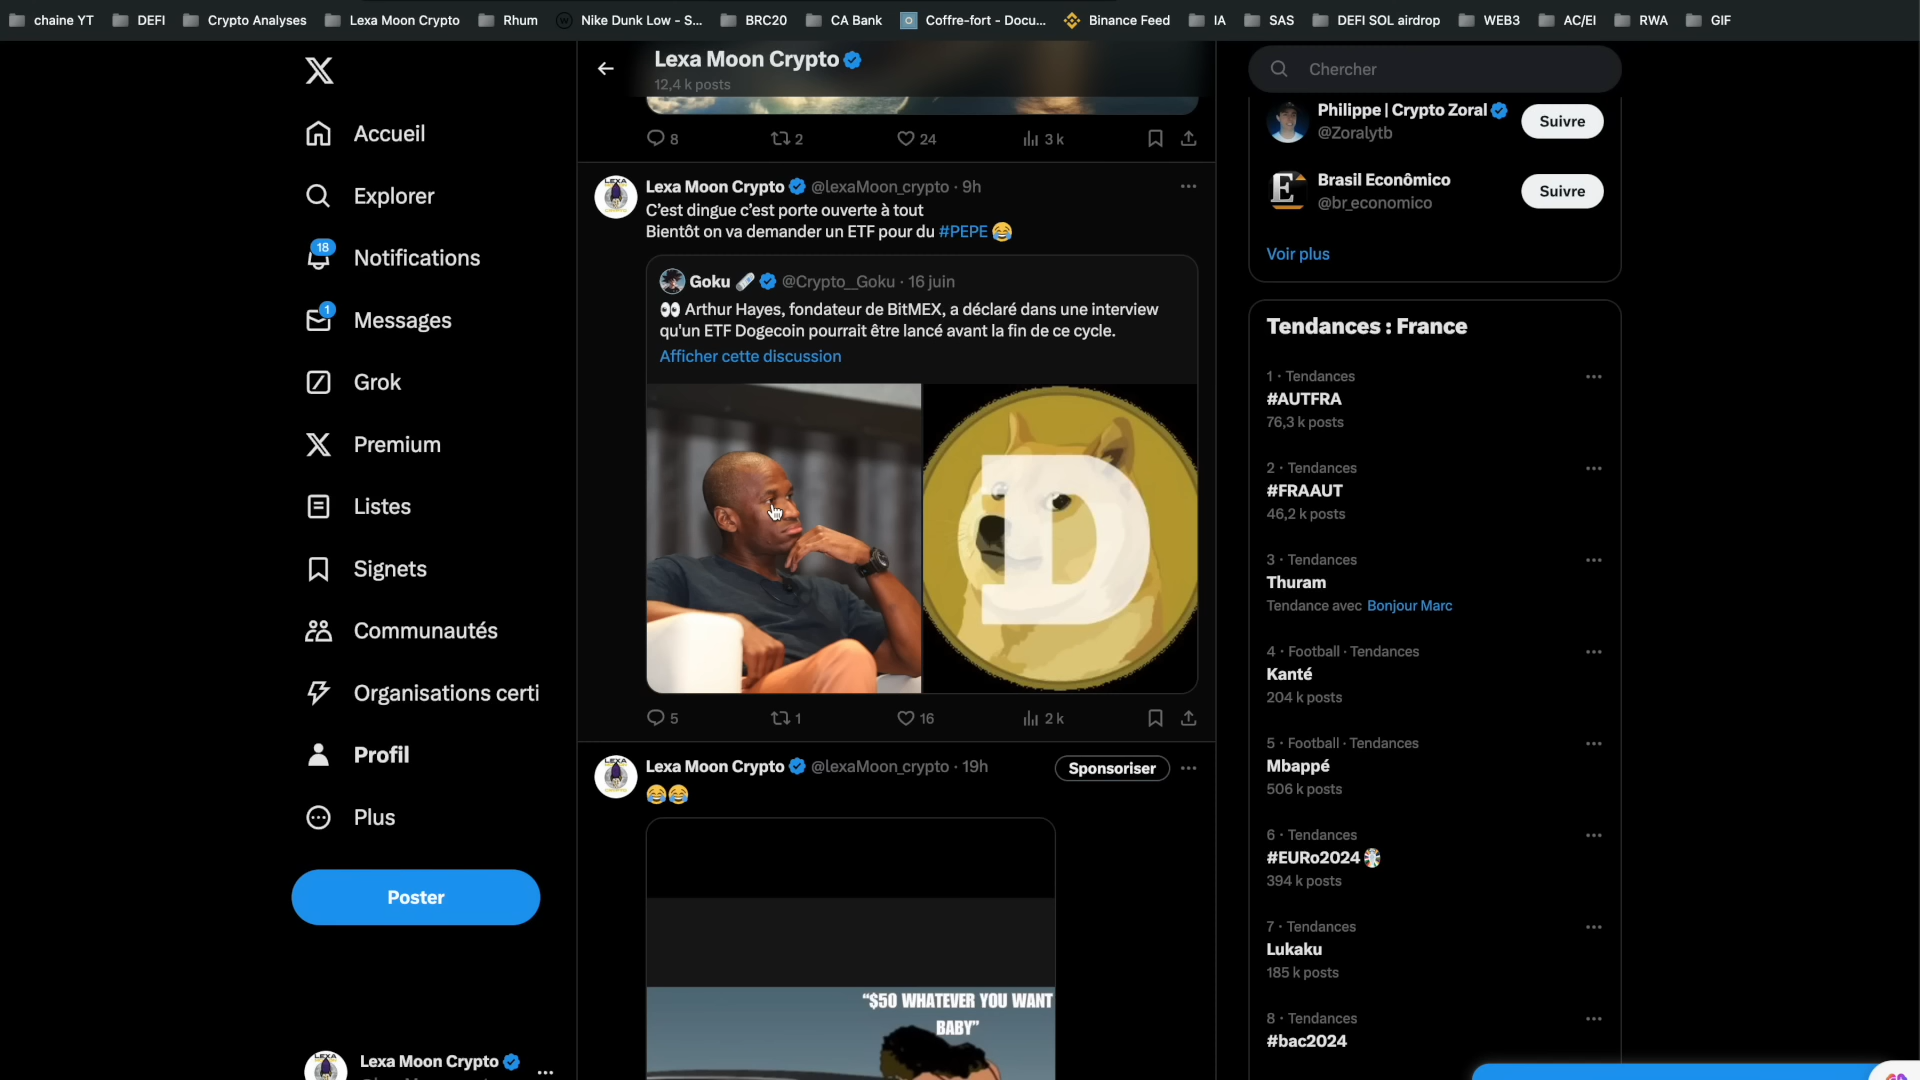 chaine YT DEFI Crypto Analyses Lexa Moon Crypto Rhum Nike Dunk Low - S... BRC20 CA Bank Coffre-fort - Docu... Binance Feed IA SAS DEFI SOL airdrop WEB3 AC/EI RWA GIF
Accueil
Explorer
18
Notifications
1
Messages
Grok
Premium
Listes
Signets
Communautés
Organisations certi
Profil
Plus
Poster
Lexa Moon Crypto
Lexa Moon Crypto
12,4 k posts
8 2 24 3 k
Lexa Moon Crypto @lexaMoon_crypto · 9h
C’est dingue c’est porte ouverte à tout
Bientôt on va demander un ETF pour du #PEPE 😂
Goku @Crypto__Goku · 16 juin
👀 Arthur Hayes, fondateur de BitMEX, a déclaré dans une interview
qu'un ETF Dogecoin pourrait être lancé avant la fin de ce cycle.
Afficher cette discussion
D
5 1 16 2 k
Lexa Moon Crypto @lexaMoon_crypto · 19h Sponsoriser
😂😂
“$50 WHATEVER YOU WANT
BABY”
Chercher
Philippe | Crypto Zoral
@Zoralytb
Suivre
Brasil Econômico
@br_economico
Suivre
Voir plus
Tendances : France
1 · Tendances
#AUTFRA
76,3 k posts
2 · Tendances
#FRAAUT
46,2 k posts
3 · Tendances
Thuram
Tendance avec Bonjour Marc
4 · Football · Tendances
Kanté
204 k posts
5 · Football · Tendances
Mbappé
506 k posts
6 · Tendances
#EURo2024
394 k posts
7 · Tendances
Lukaku
185 k posts
8 · Tendances
#bac2024